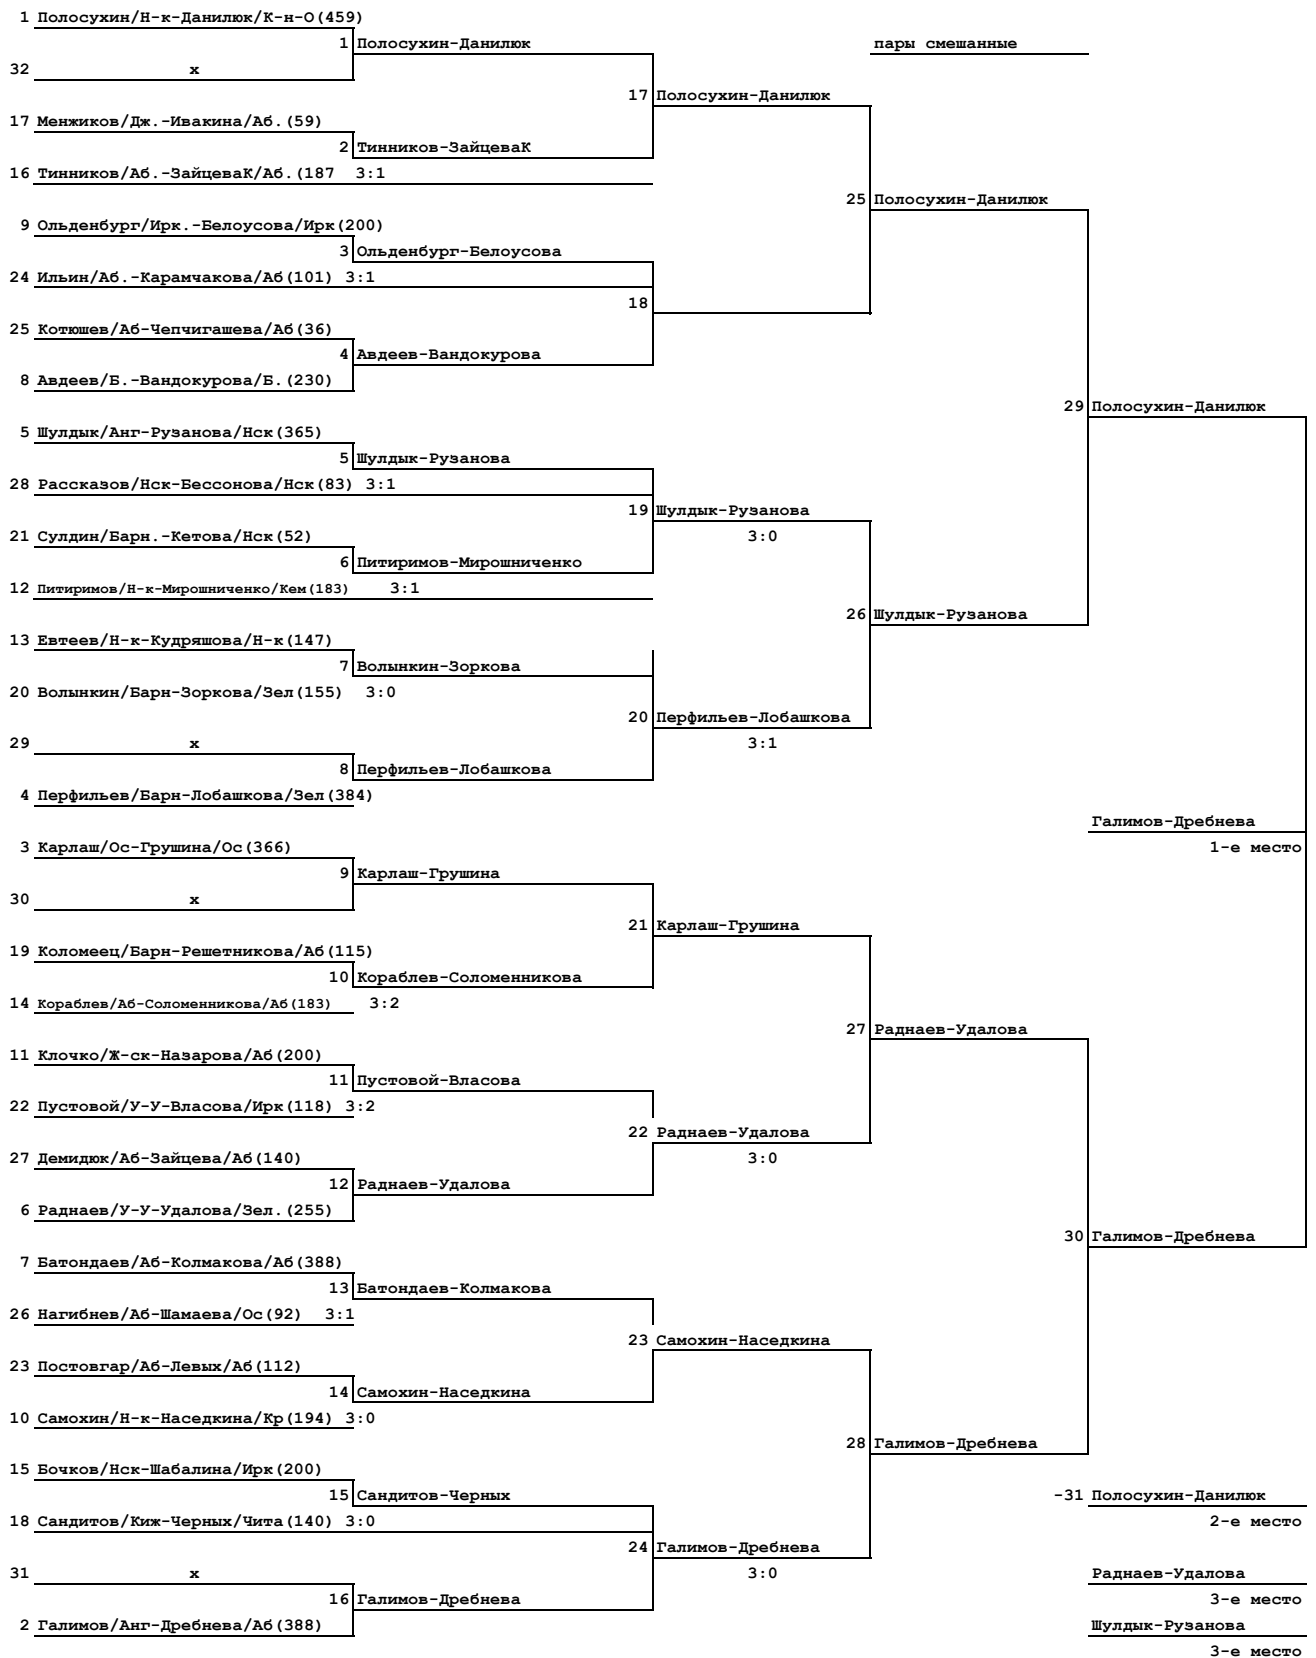 1 Полосухин/Н-к-Данилюк/К-н-О(459)
1 Полосухин-Данилюк
пары смешанные
32 х
17 Полосухин-Данилюк
17 Менжиков/Дж.-Ивакина/Аб.(59)
2 Тинников-ЗайцеваК
16 Тинников/Аб.-ЗайцеваК/Аб.(187 3:1
25 Полосухин-Данилюк
9 Ольденбург/Ирк.-Белоусова/Ирк(200)
3 Ольденбург-Белоусова
24 Ильин/Аб.-Карамчакова/Аб(101) 3:1
18
25 Котюшев/Аб-Чепчигашева/Аб(36)
4 Авдеев-Вандокурова
8 Авдеев/Б.-Вандокурова/Б.(230)
29 Полосухин-Данилюк
5 Шулдык/Анг-Рузанова/Нск(365)
5 Шулдык-Рузанова
28 Рассказов/Нск-Бессонова/Нск(83) 3:1
19 Шулдык-Рузанова
21 Сулдин/Барн.-Кетова/Нск(52)
3:0
6 Питиримов-Мирошниченко
12 Питиримов/Н-к-Мирошниченко/Кем(183) 3:1
26 Шулдык-Рузанова
13 Евтеев/Н-к-Кудряшова/Н-к(147)
7 Волынкин-Зоркова
20 Волынкин/Барн-Зоркова/Зел(155) 3:0
20 Перфильев-Лобашкова
29 х
3:1
8 Перфильев-Лобашкова
4 Перфильев/Барн-Лобашкова/Зел(384)
Галимов-Дребнева
3 Карлаш/Ос-Грушина/Ос(366)
1-е место
9 Карлаш-Грушина
30 х
21 Карлаш-Грушина
19 Коломеец/Барн-Решетникова/Аб(115)
10 Кораблев-Соломенникова
14 Кораблев/Аб-Соломенникова/Аб(183) 3:2
27 Раднаев-Удалова
11 Клочко/Ж-ск-Назарова/Аб(200)
11 Пустовой-Власова
22 Пустовой/У-У-Власова/Ирк(118) 3:2
22 Раднаев-Удалова
27 Демидюк/Аб-Зайцева/Аб(140)
3:0
12 Раднаев-Удалова
6 Раднаев/У-У-Удалова/Зел.(255)
30 Галимов-Дребнева
7 Батондаев/Аб-Колмакова/Аб(388)
13 Батондаев-Колмакова
26 Нагибнев/Аб-Шамаева/Ос(92) 3:1
23 Самохин-Наседкина
23 Постовгар/Аб-Левых/Аб(112)
14 Самохин-Наседкина
10 Самохин/Н-к-Наседкина/Кр(194) 3:0
28 Галимов-Дребнева
15 Бочков/Нск-Шабалина/Ирк(200)
15 Сандитов-Черных
-31 Полосухин-Данилюк
18 Сандитов/Киж-Черных/Чита(140) 3:0
2-е место
24 Галимов-Дребнева
31 х
3:0
Раднаев-Удалова
16 Галимов-Дребнева
3-е место
2 Галимов/Анг-Дребнева/Аб(388)
Шулдык-Рузанова
3-е место